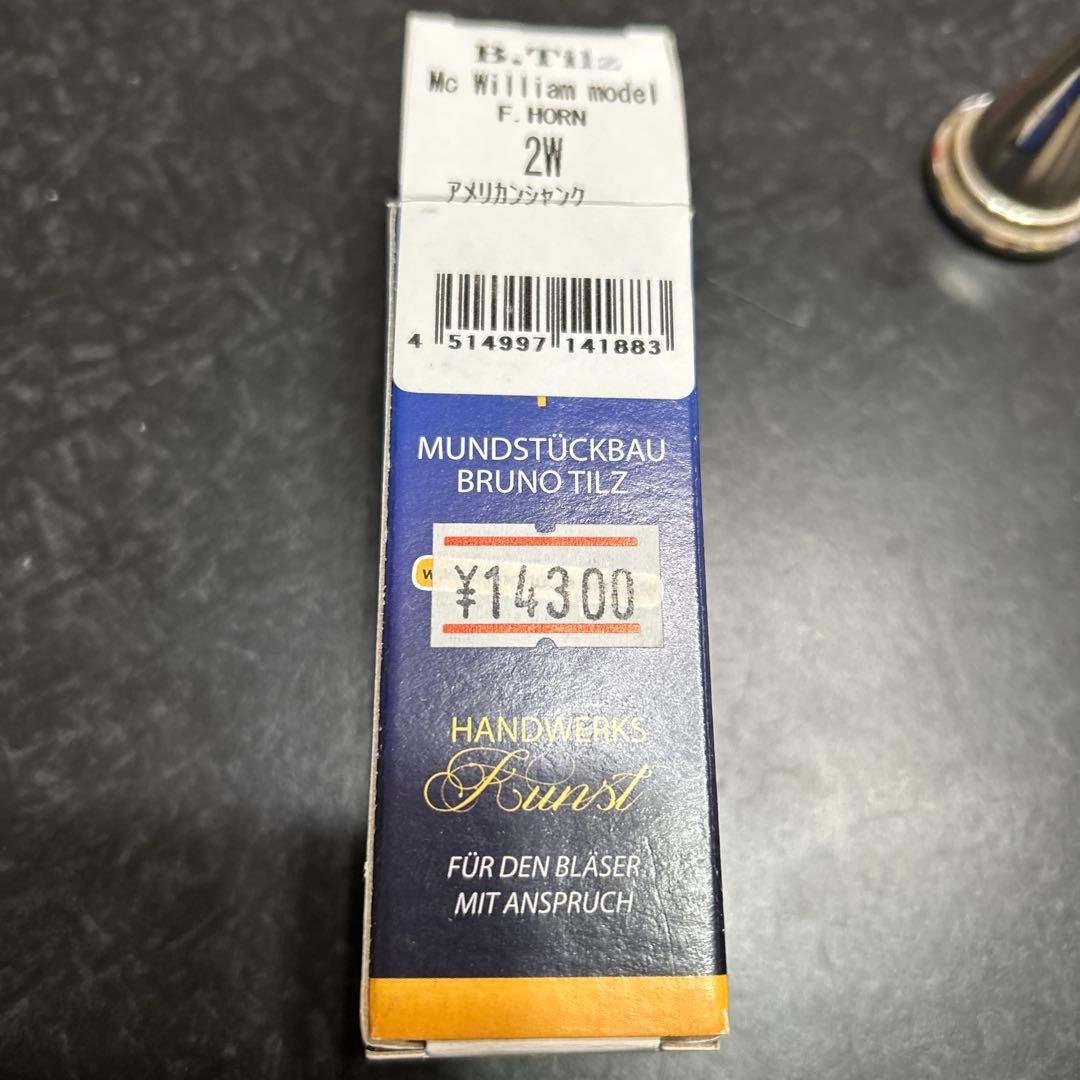 B.Tilz
Mc William model
F.HORN
2W
アメリカンシャンク
4 514997 141883
MUNDSTÜCKBAU
BRUNO TILZ
W
¥14300
HANDWERKS
Kunst
FÜR DEN BLÄSER
MIT ANSPRUCH